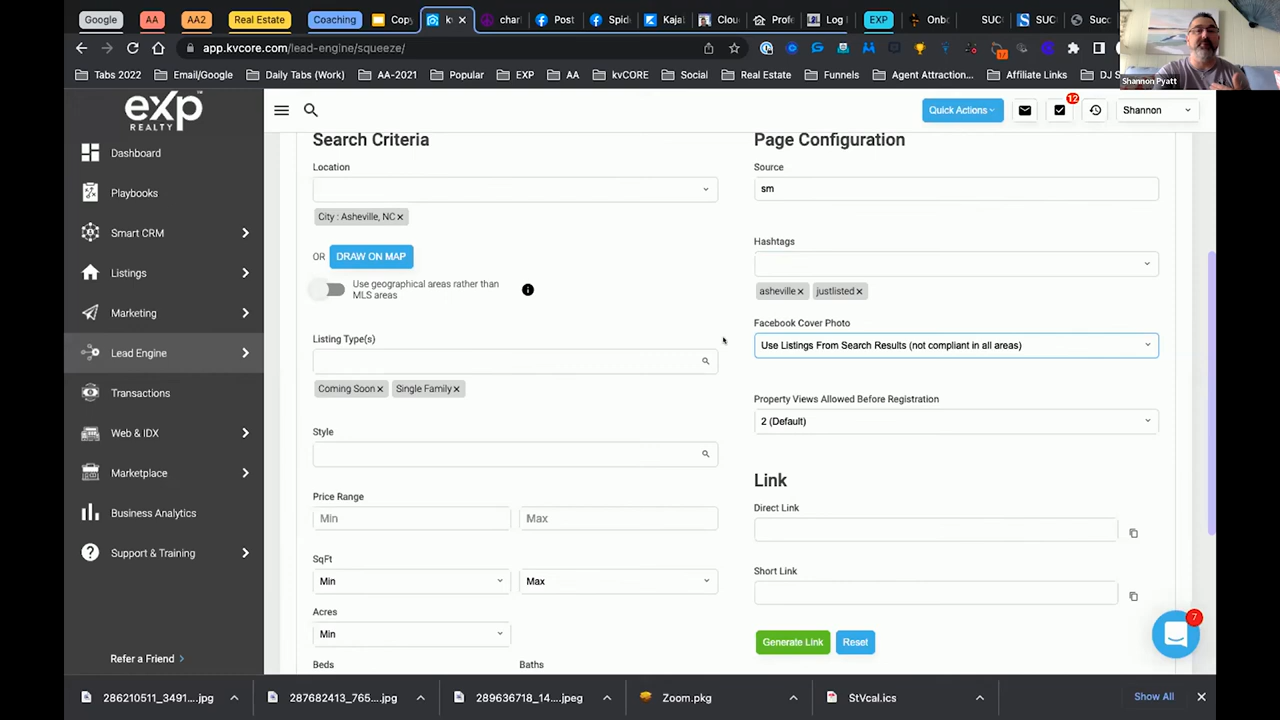 Google
AA
AA2
Real Estate
Coaching
Copy
k
charl
Post
Spide
Kaja
Clou
Profe
Log I
EXP
Onbo
SUC
SUC
Succ
app.kvcore.com/lead-engine/squeeze/
Tabs 2022
Email/Google
Daily Tabs (Work)
AA-2021
Popular
EXP
AA
kvCORE
Social
Real Estate
Funnels
Agent Attraction...
Affiliate Links
DJ S
Shannon Pyatt
exp
REALTY
Quick Actions
12
Shannon
Dashboard
Playbooks
Smart CRM
Listings
Marketing
Lead Engine
Transactions
Web & IDX
Marketplace
Business Analytics
Support & Training
Refer a Friend
Search Criteria
Location
City : Asheville, NC
OR DRAW ON MAP
Use geographical areas rather than
MLS areas
Listing Type(s)
Coming Soon
Single Family
Style
Price Range
Min
Max
SqFt
Min
Max
Acres
Min
Beds
Baths
Page Configuration
Source
sm
Hashtags
asheville
justlisted
Facebook Cover Photo
Use Listings From Search Results (not compliant in all areas)
Property Views Allowed Before Registration
2 (Default)
Link
Direct Link
Short Link
Generate Link
Reset
7
286210511_3491....jpg
287682413_765....jpg
289636718_14...jpeg
Zoom.pkg
StVcal.ics
Show All